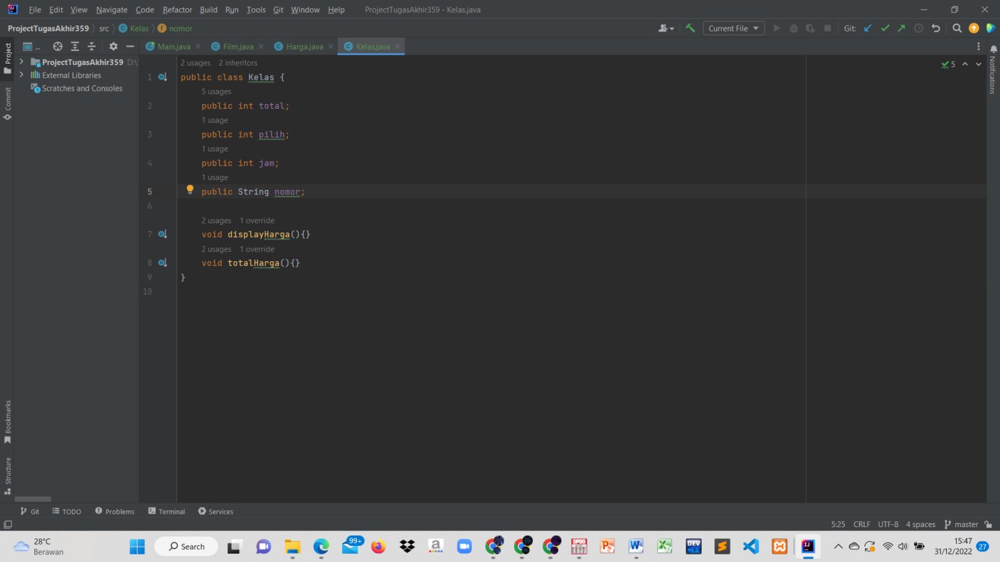 File Edit View Navigate Code Refactor Build Run Tools Git Window Help ProjectTugasAkhir359 - Kelas.java
ProjectTugasAkhir359 src Kelas nomor Current File Git:
Project
Commit
Bookmarks
Structure
...
ProjectTugasAkhir359 D:\
External Libraries
Scratches and Consoles
Main.java Film.java Harga.java Kelas.java
2 usages 2 inheritors
1 public class Kelas {
5 usages
2 public int total;
1 usage
3 public int pilih;
1 usage
4 public int jam;
1 usage
5 public String nomor;
6
2 usages 1 override
7 void displayHarga(){}
2 usages 1 override
8 void totalHarga(){}
9 }
10
5
Notifications
Git TODO Problems Terminal Services
5:25 CRLF UTF-8 4 spaces master
28°C
Berawan
Search
99+
a
SPSS
P
W
X
DEV
S
15:47
31/12/2022
27